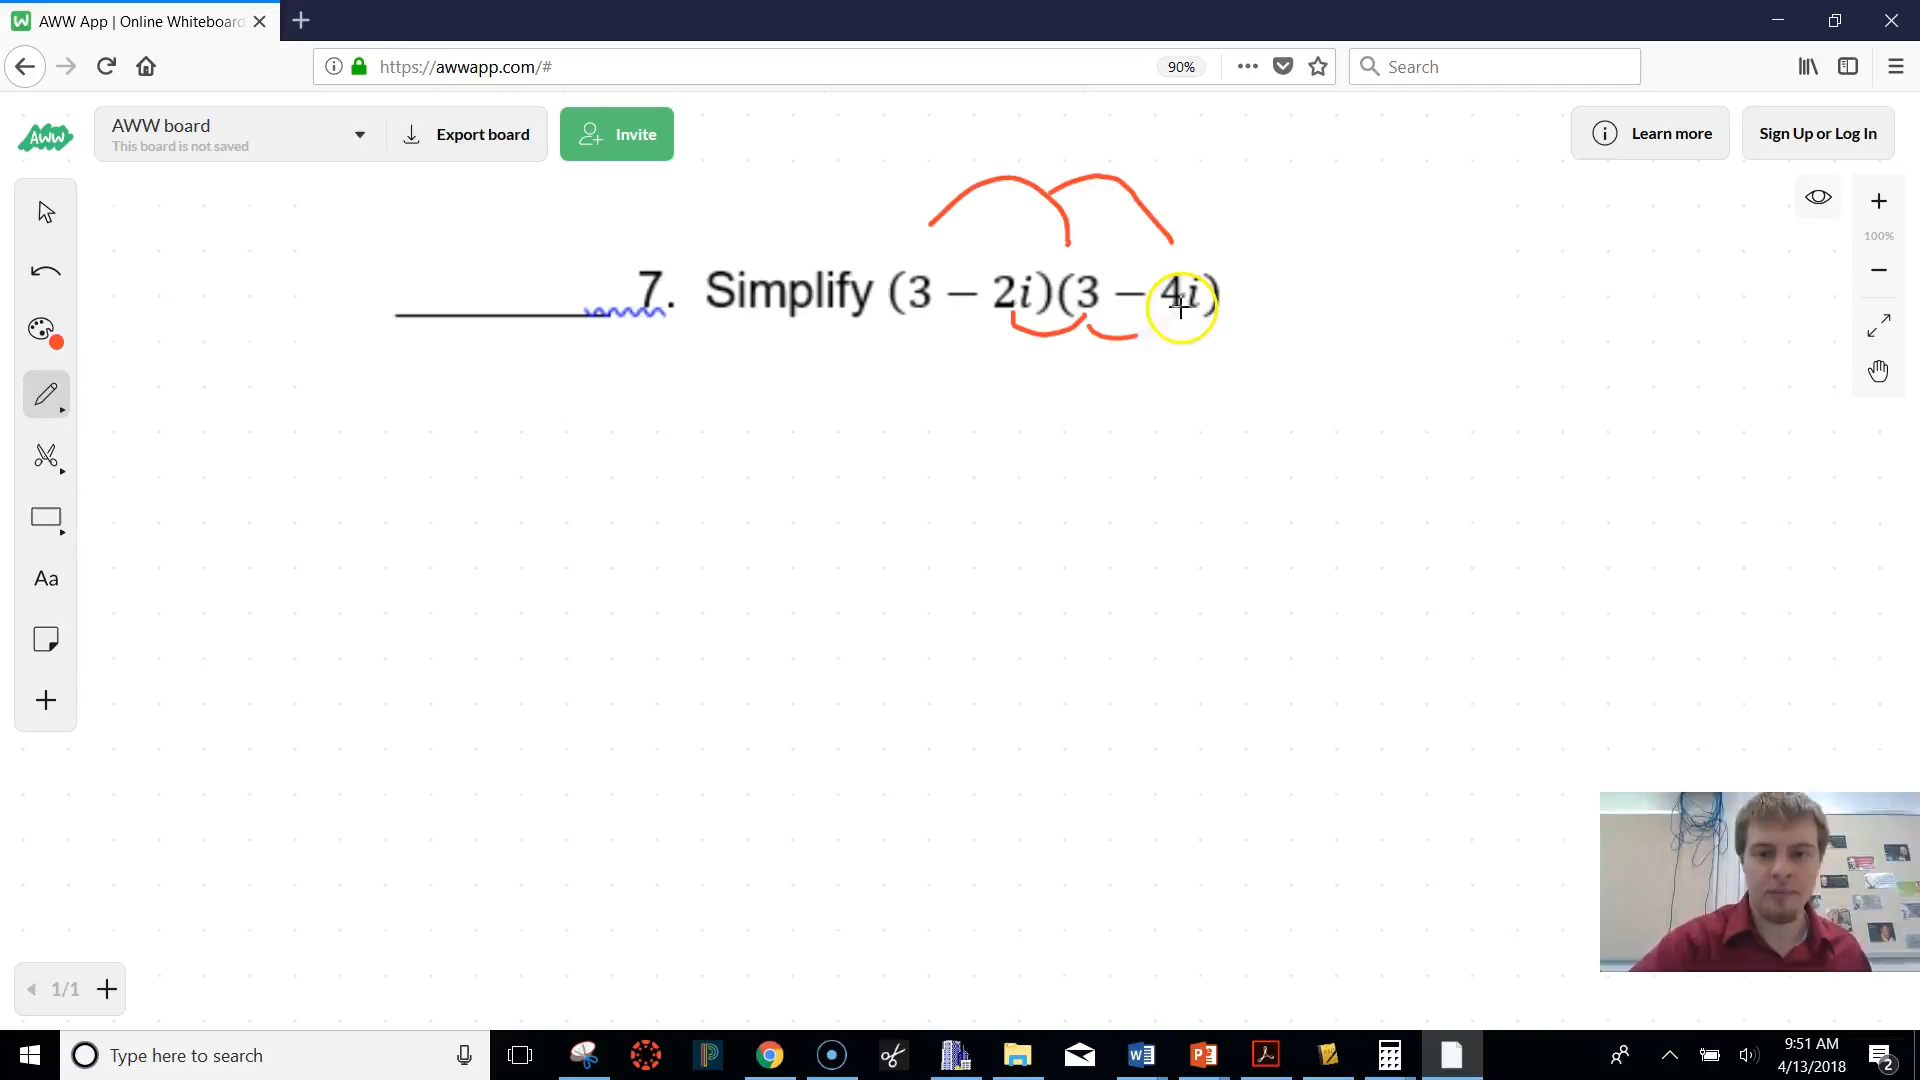 AWW App | Online Whiteboard
https://awwapp.com/#
90%
Search
AWW
AWW board
This board is not saved
Export board
Invite
Learn more
Sign Up or Log In
100%
7. Simplify (3 − 2i)(3 − 4i)
Aa
1/1
Type here to search
9:51 AM
4/13/2018
2